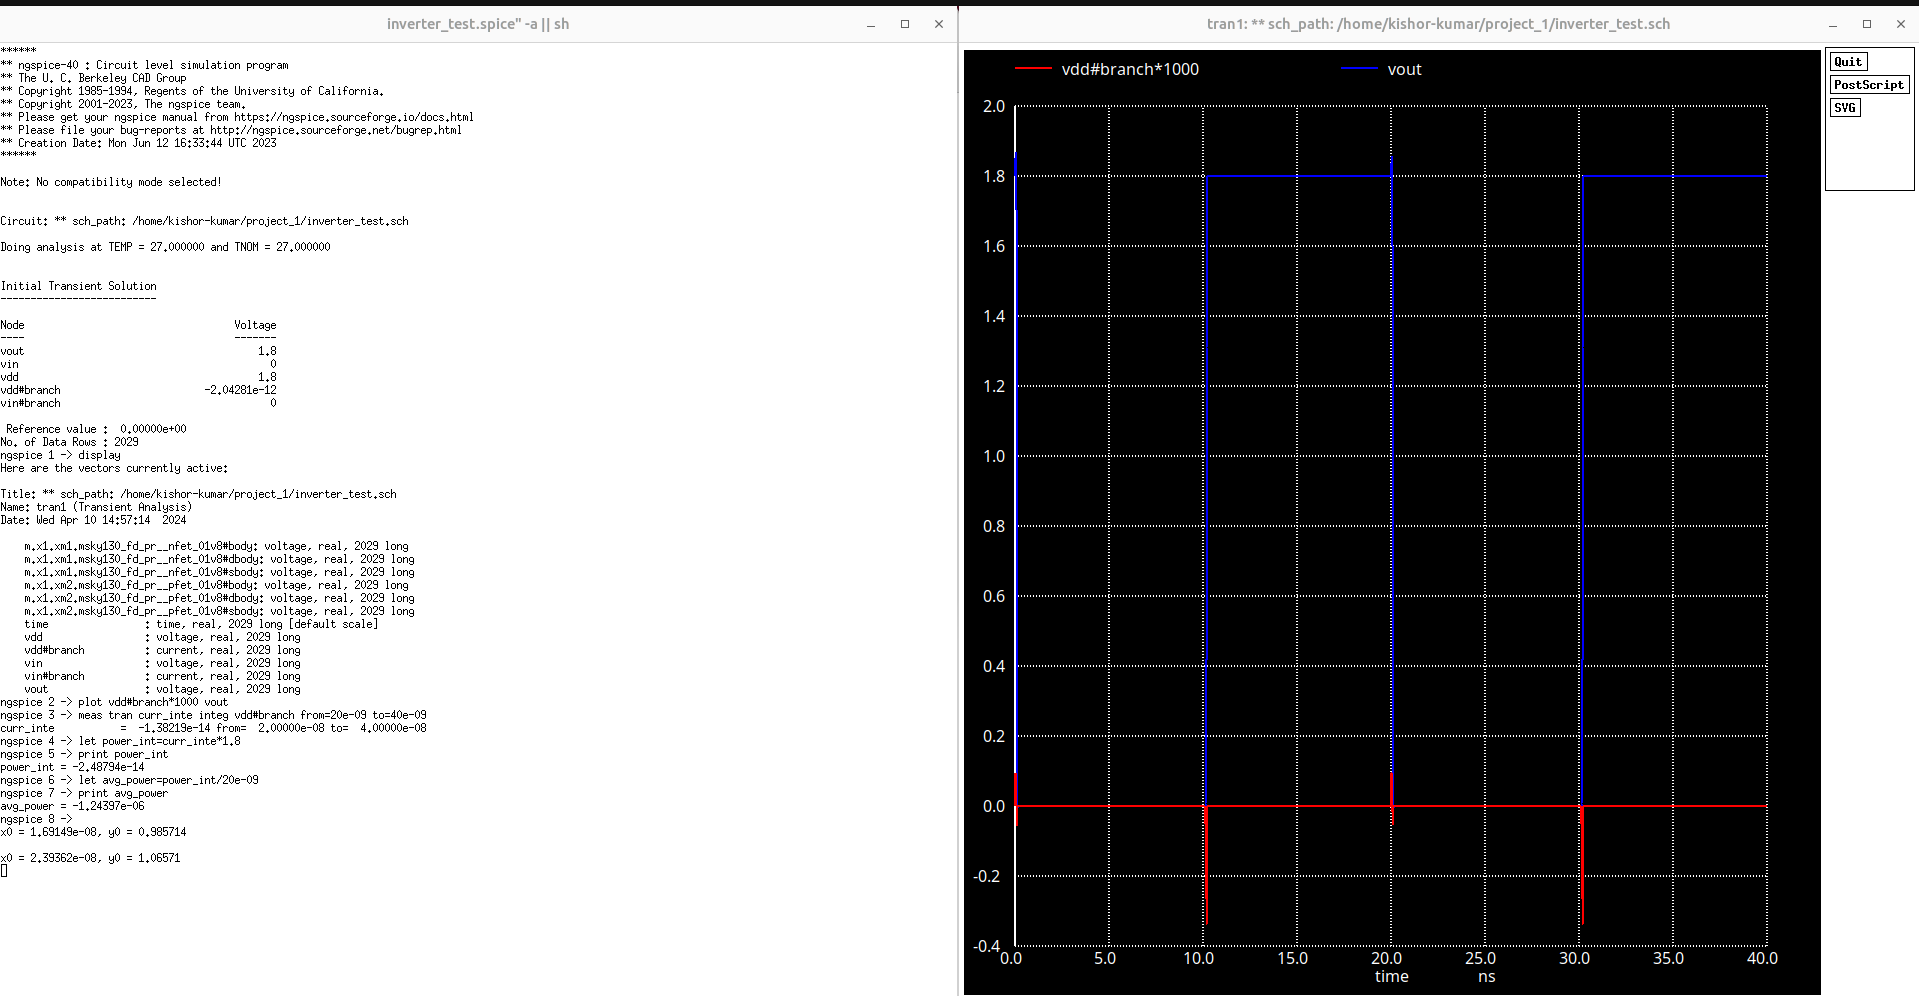 inverter_test.spice" -a || sh
******
** ngspice-40 : Circuit level simulation program
** The U. C. Berkeley CAD Group
** Copyright 1985-1994, Regents of the University of California.
** Copyright 2001-2023, The ngspice team.
** Please get your ngspice manual from https://ngspice.sourceforge.io/docs.html
** Please file your bug-reports at http://ngspice.sourceforge.net/bugrep.html
** Creation Date: Mon Jun 12 16:33:44 UTC 2023
******
Note: No compatibility mode selected!
Circuit: ** sch_path: /home/kishor-kumar/project_1/inverter_test.sch
Doing analysis at TEMP = 27.000000 and TNOM = 27.000000
Initial Transient Solution
--------------------------
Node Voltage
---- -------
vout 1.8
vin 0
vdd 1.8
vdd#branch -2.04281e-12
vin#branch 0
Reference value : 0.00000e+00
No. of Data Rows : 2029
ngspice 1 -> display
Here are the vectors currently active:
Title: ** sch_path: /home/kishor-kumar/project_1/inverter_test.sch
Name: tran1 (Transient Analysis)
Date: Wed Apr 10 14:57:14 2024
m.x1.xm1.msky130_fd_pr__nfet_01v8#body: voltage, real, 2029 long
m.x1.xm1.msky130_fd_pr__nfet_01v8#dbody: voltage, real, 2029 long
m.x1.xm1.msky130_fd_pr__nfet_01v8#sbody: voltage, real, 2029 long
m.x1.xm2.msky130_fd_pr__pfet_01v8#body: voltage, real, 2029 long
m.x1.xm2.msky130_fd_pr__pfet_01v8#dbody: voltage, real, 2029 long
m.x1.xm2.msky130_fd_pr__pfet_01v8#sbody: voltage, real, 2029 long
time : time, real, 2029 long [default scale]
vdd : voltage, real, 2029 long
vdd#branch : current, real, 2029 long
vin : voltage, real, 2029 long
vin#branch : current, real, 2029 long
vout : voltage, real, 2029 long
ngspice 2 -> plot vdd#branch*1000 vout
ngspice 3 -> meas tran curr_inte integ vdd#branch from=20e-09 to=40e-09
curr_inte = -1.38219e-14 from= 2.00000e-08 to= 4.00000e-08
ngspice 4 -> let power_int=curr_inte*1.8
ngspice 5 -> print power_int
power_int = -2.48794e-14
ngspice 6 -> let avg_power=power_int/20e-09
ngspice 7 -> print avg_power
avg_power = -1.24397e-06
ngspice 8 ->
x0 = 1.69149e-08, y0 = 0.985714
x0 = 2.39362e-08, y0 = 1.06571
tran1: ** sch_path: /home/kishor-kumar/project_1/inverter_test.sch
vdd#branch*1000 vout
Quit
PostScript
SVG
2.0
1.8
1.6
1.4
1.2
1.0
0.8
0.6
0.4
0.2
0.0
-0.2
-0.4
0.0 5.0 10.0 15.0 20.0 25.0 30.0 35.0 40.0
time ns